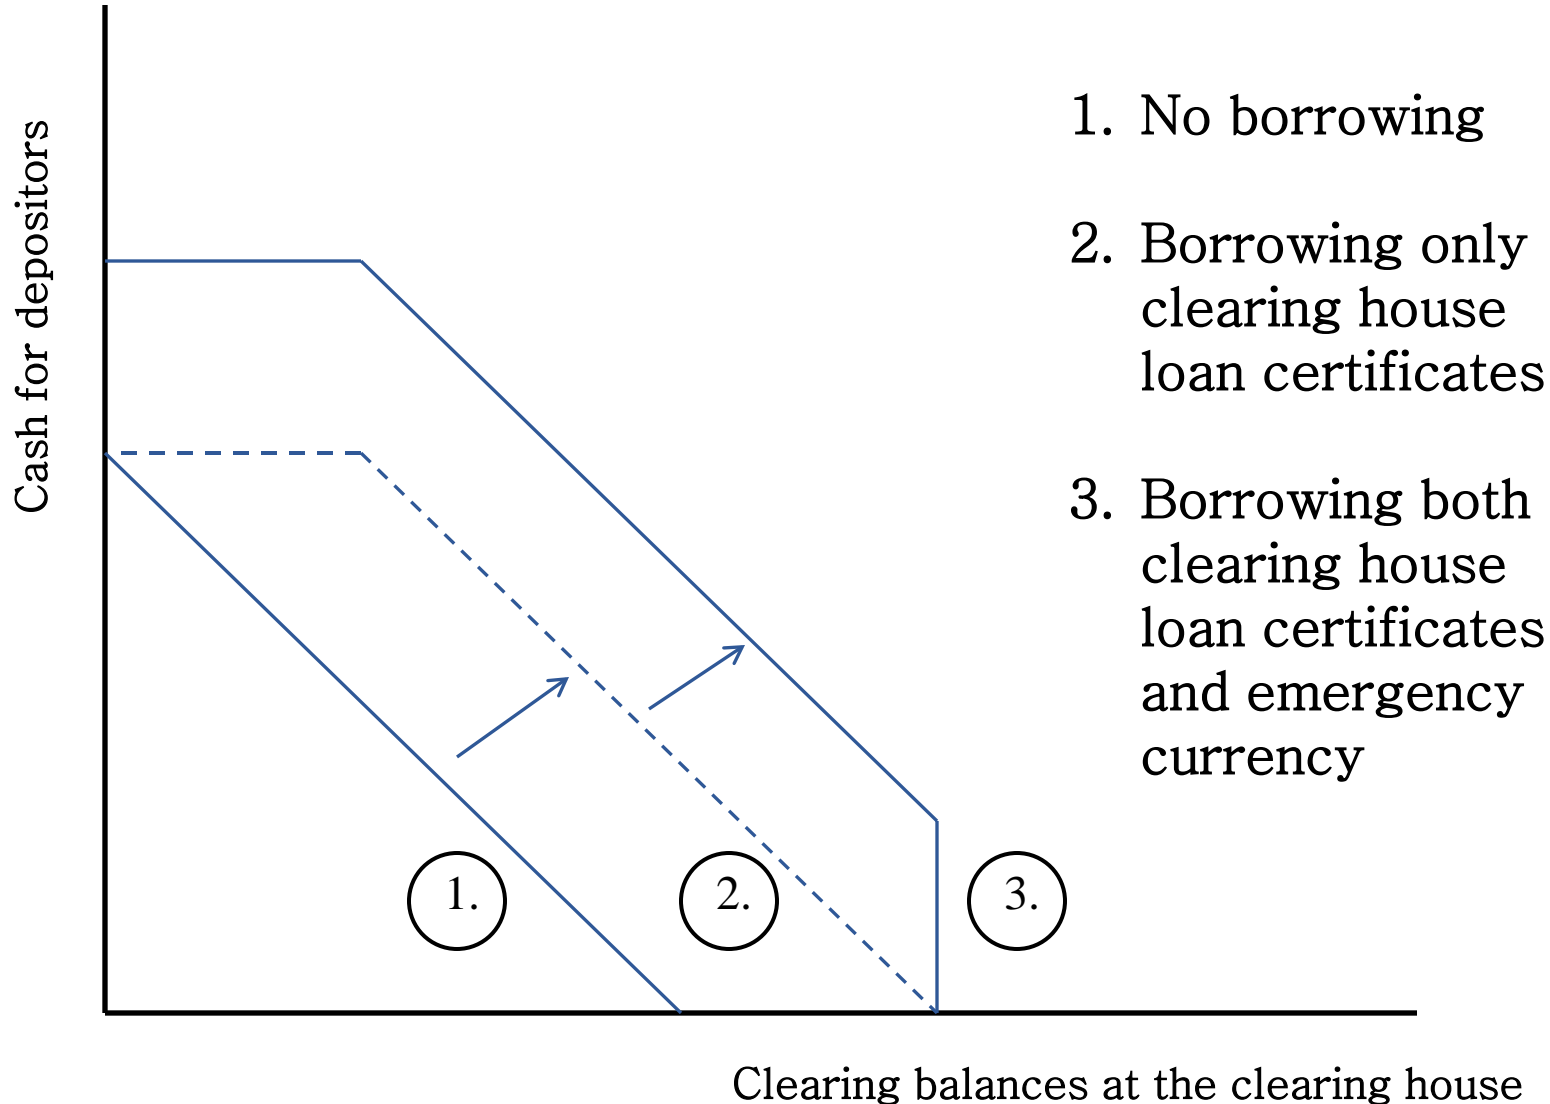 Cash for depositors
1. No borrowing
2. Borrowing only
clearing house
loan certificates
3. Borrowing both
clearing house
loan certificates
and emergency
currency
1.
2.
3.
Clearing balances at the clearing house